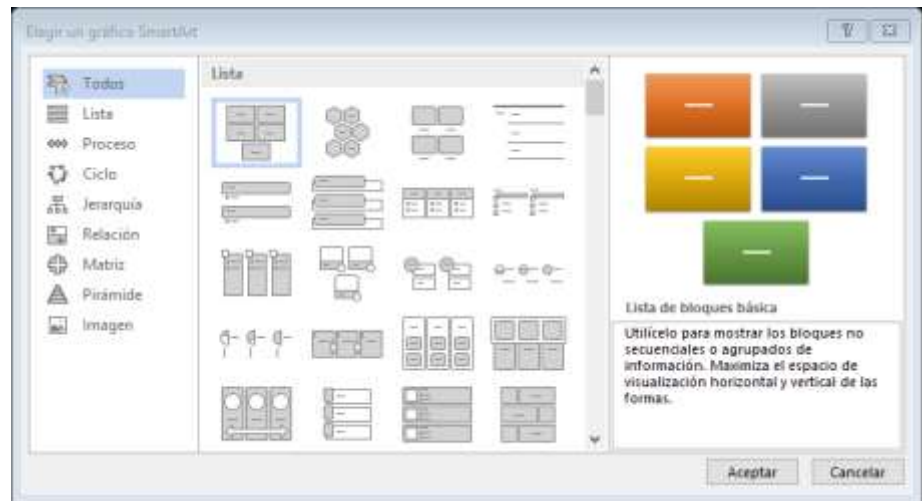 Elegir un gráfico SmartArt
Todos
Lista
Proceso
Ciclo
Jerarquía
Relación
Matriz
Pirámide
Imagen
Lista
Lista de bloques básica
Utilícelo para mostrar los bloques no
secuenciales o agrupados de
información. Maximiza el espacio de
visualización horizontal y vertical de las
formas.
Aceptar
Cancelar